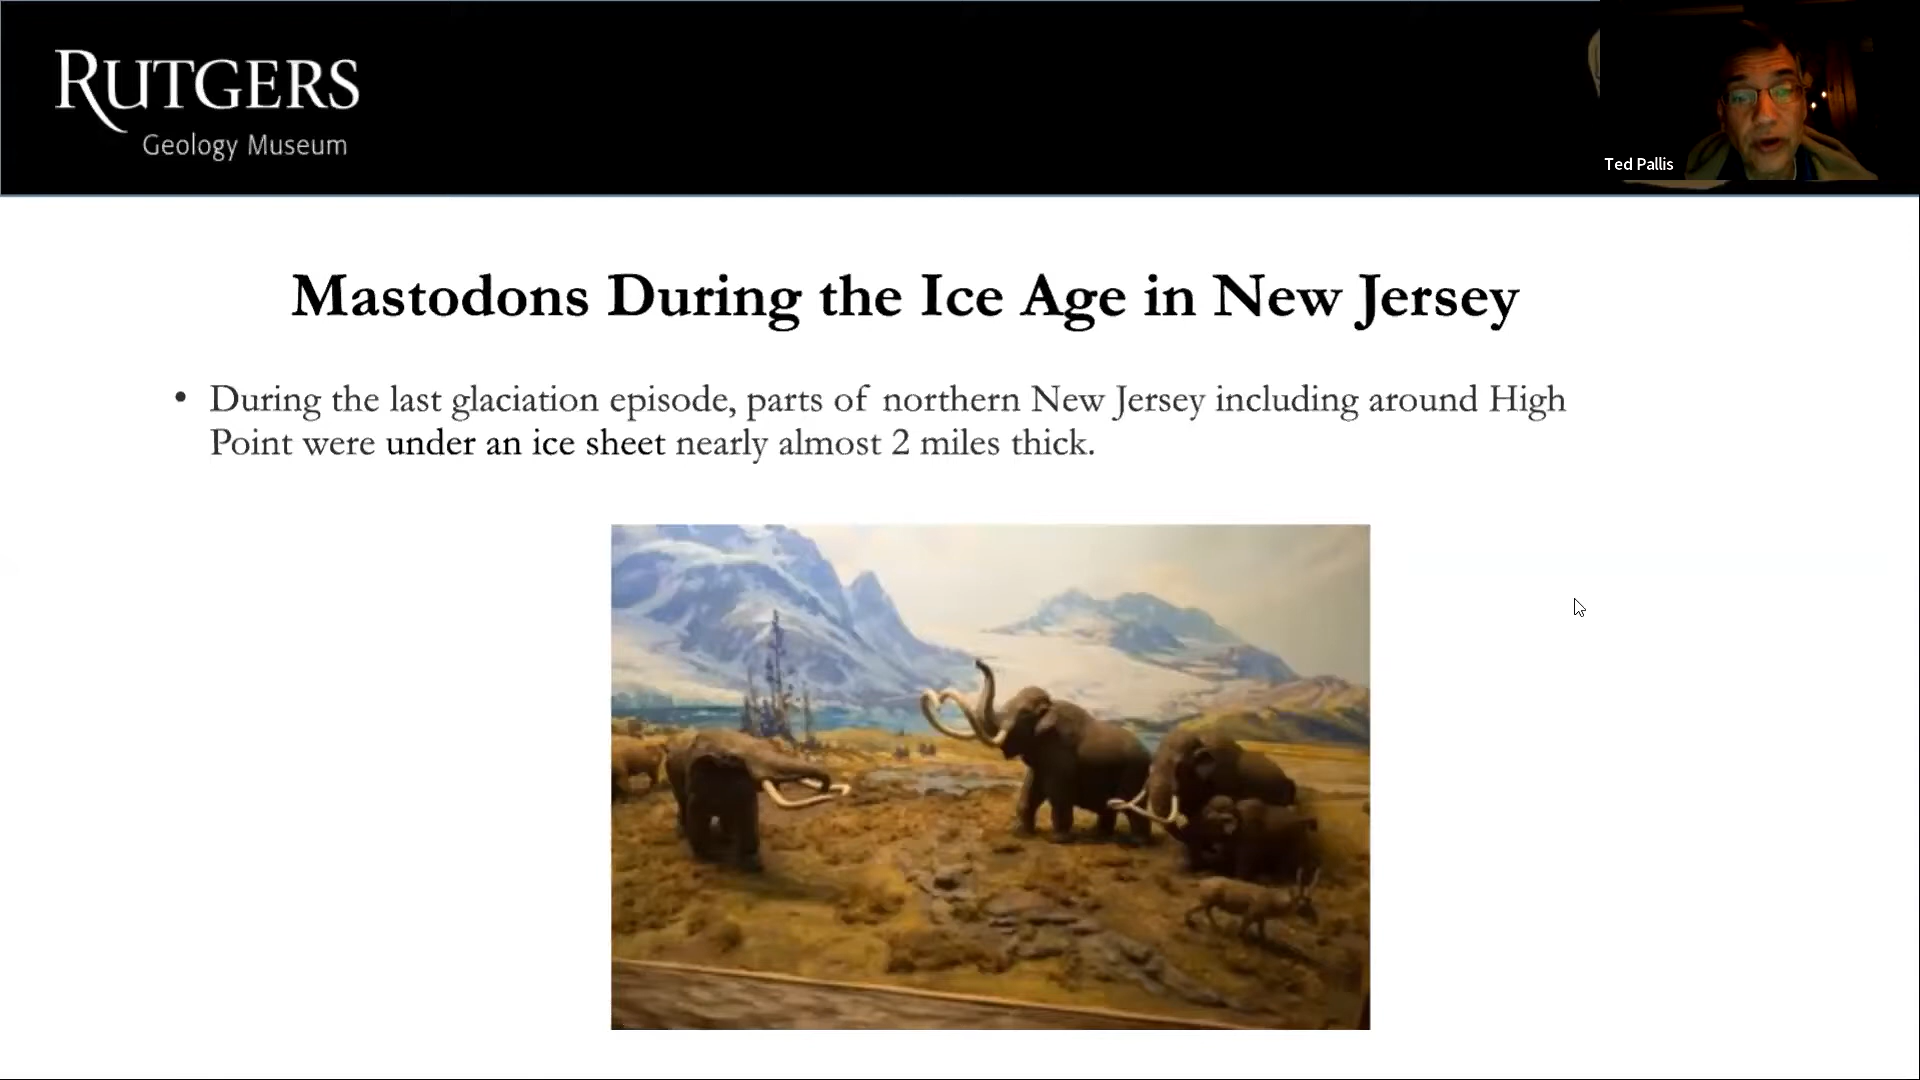 RUTGERS
Geology Museum
Ted Pallis
Mastodons During the Ice Age in New Jersey
• During the last glaciation episode, parts of northern New Jersey including around High
Point were under an ice sheet nearly almost 2 miles thick.